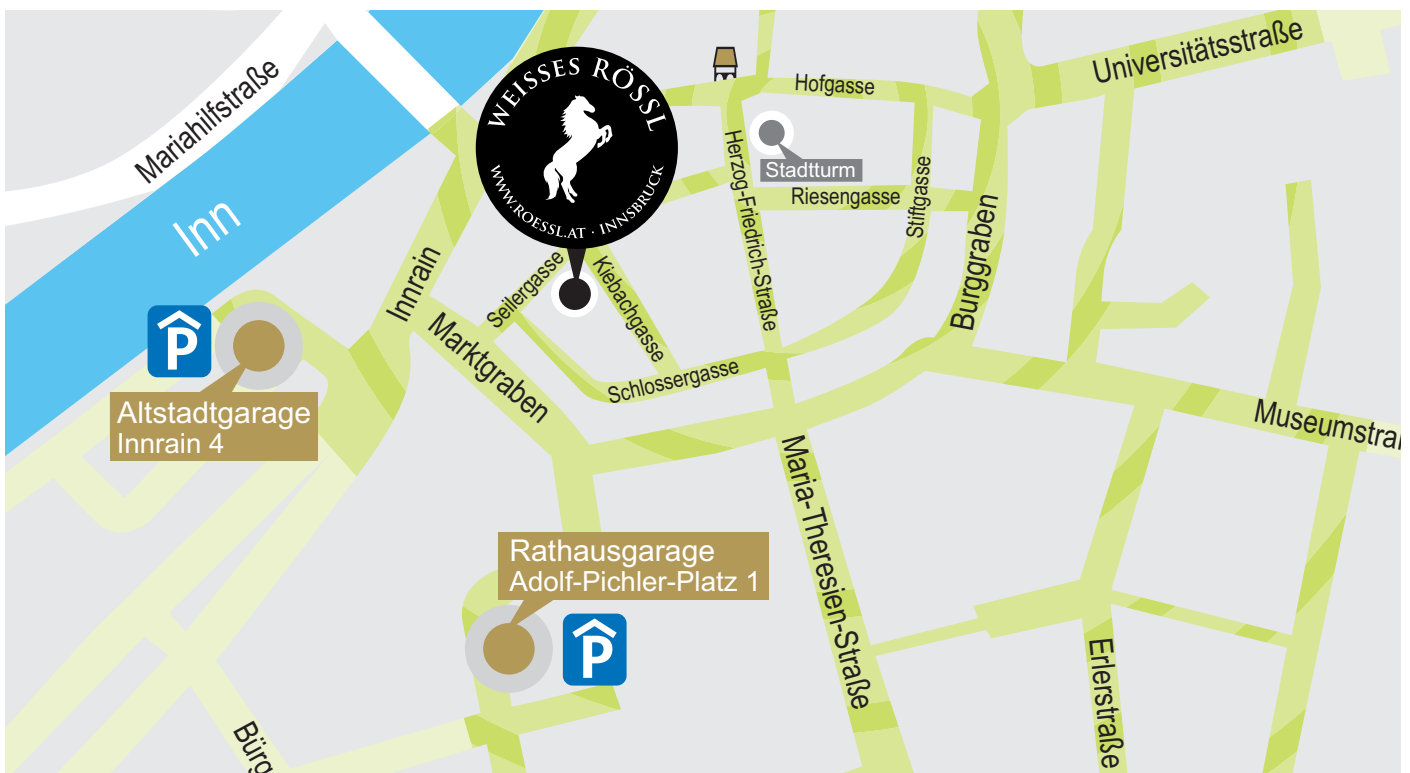 Mariahilfstraße
Inn
WEISSES RÖSSL
WWW.ROESSL.AT · INNSBRUCK
Hofgasse
Universitätsstraße
Stadtturm
Herzog-Friedrich-Straße
Riesengasse
Stiftgasse
Burggraben
Innrain
Seilergasse
Kiebachgasse
Marktgraben
Schlossergasse
P
Altstadtgarage
Innrain 4
Museumstra
Maria-Theresien-Straße
Rathausgarage
Adolf-Pichler-Platz 1
P
Erlerstraße
Bürg